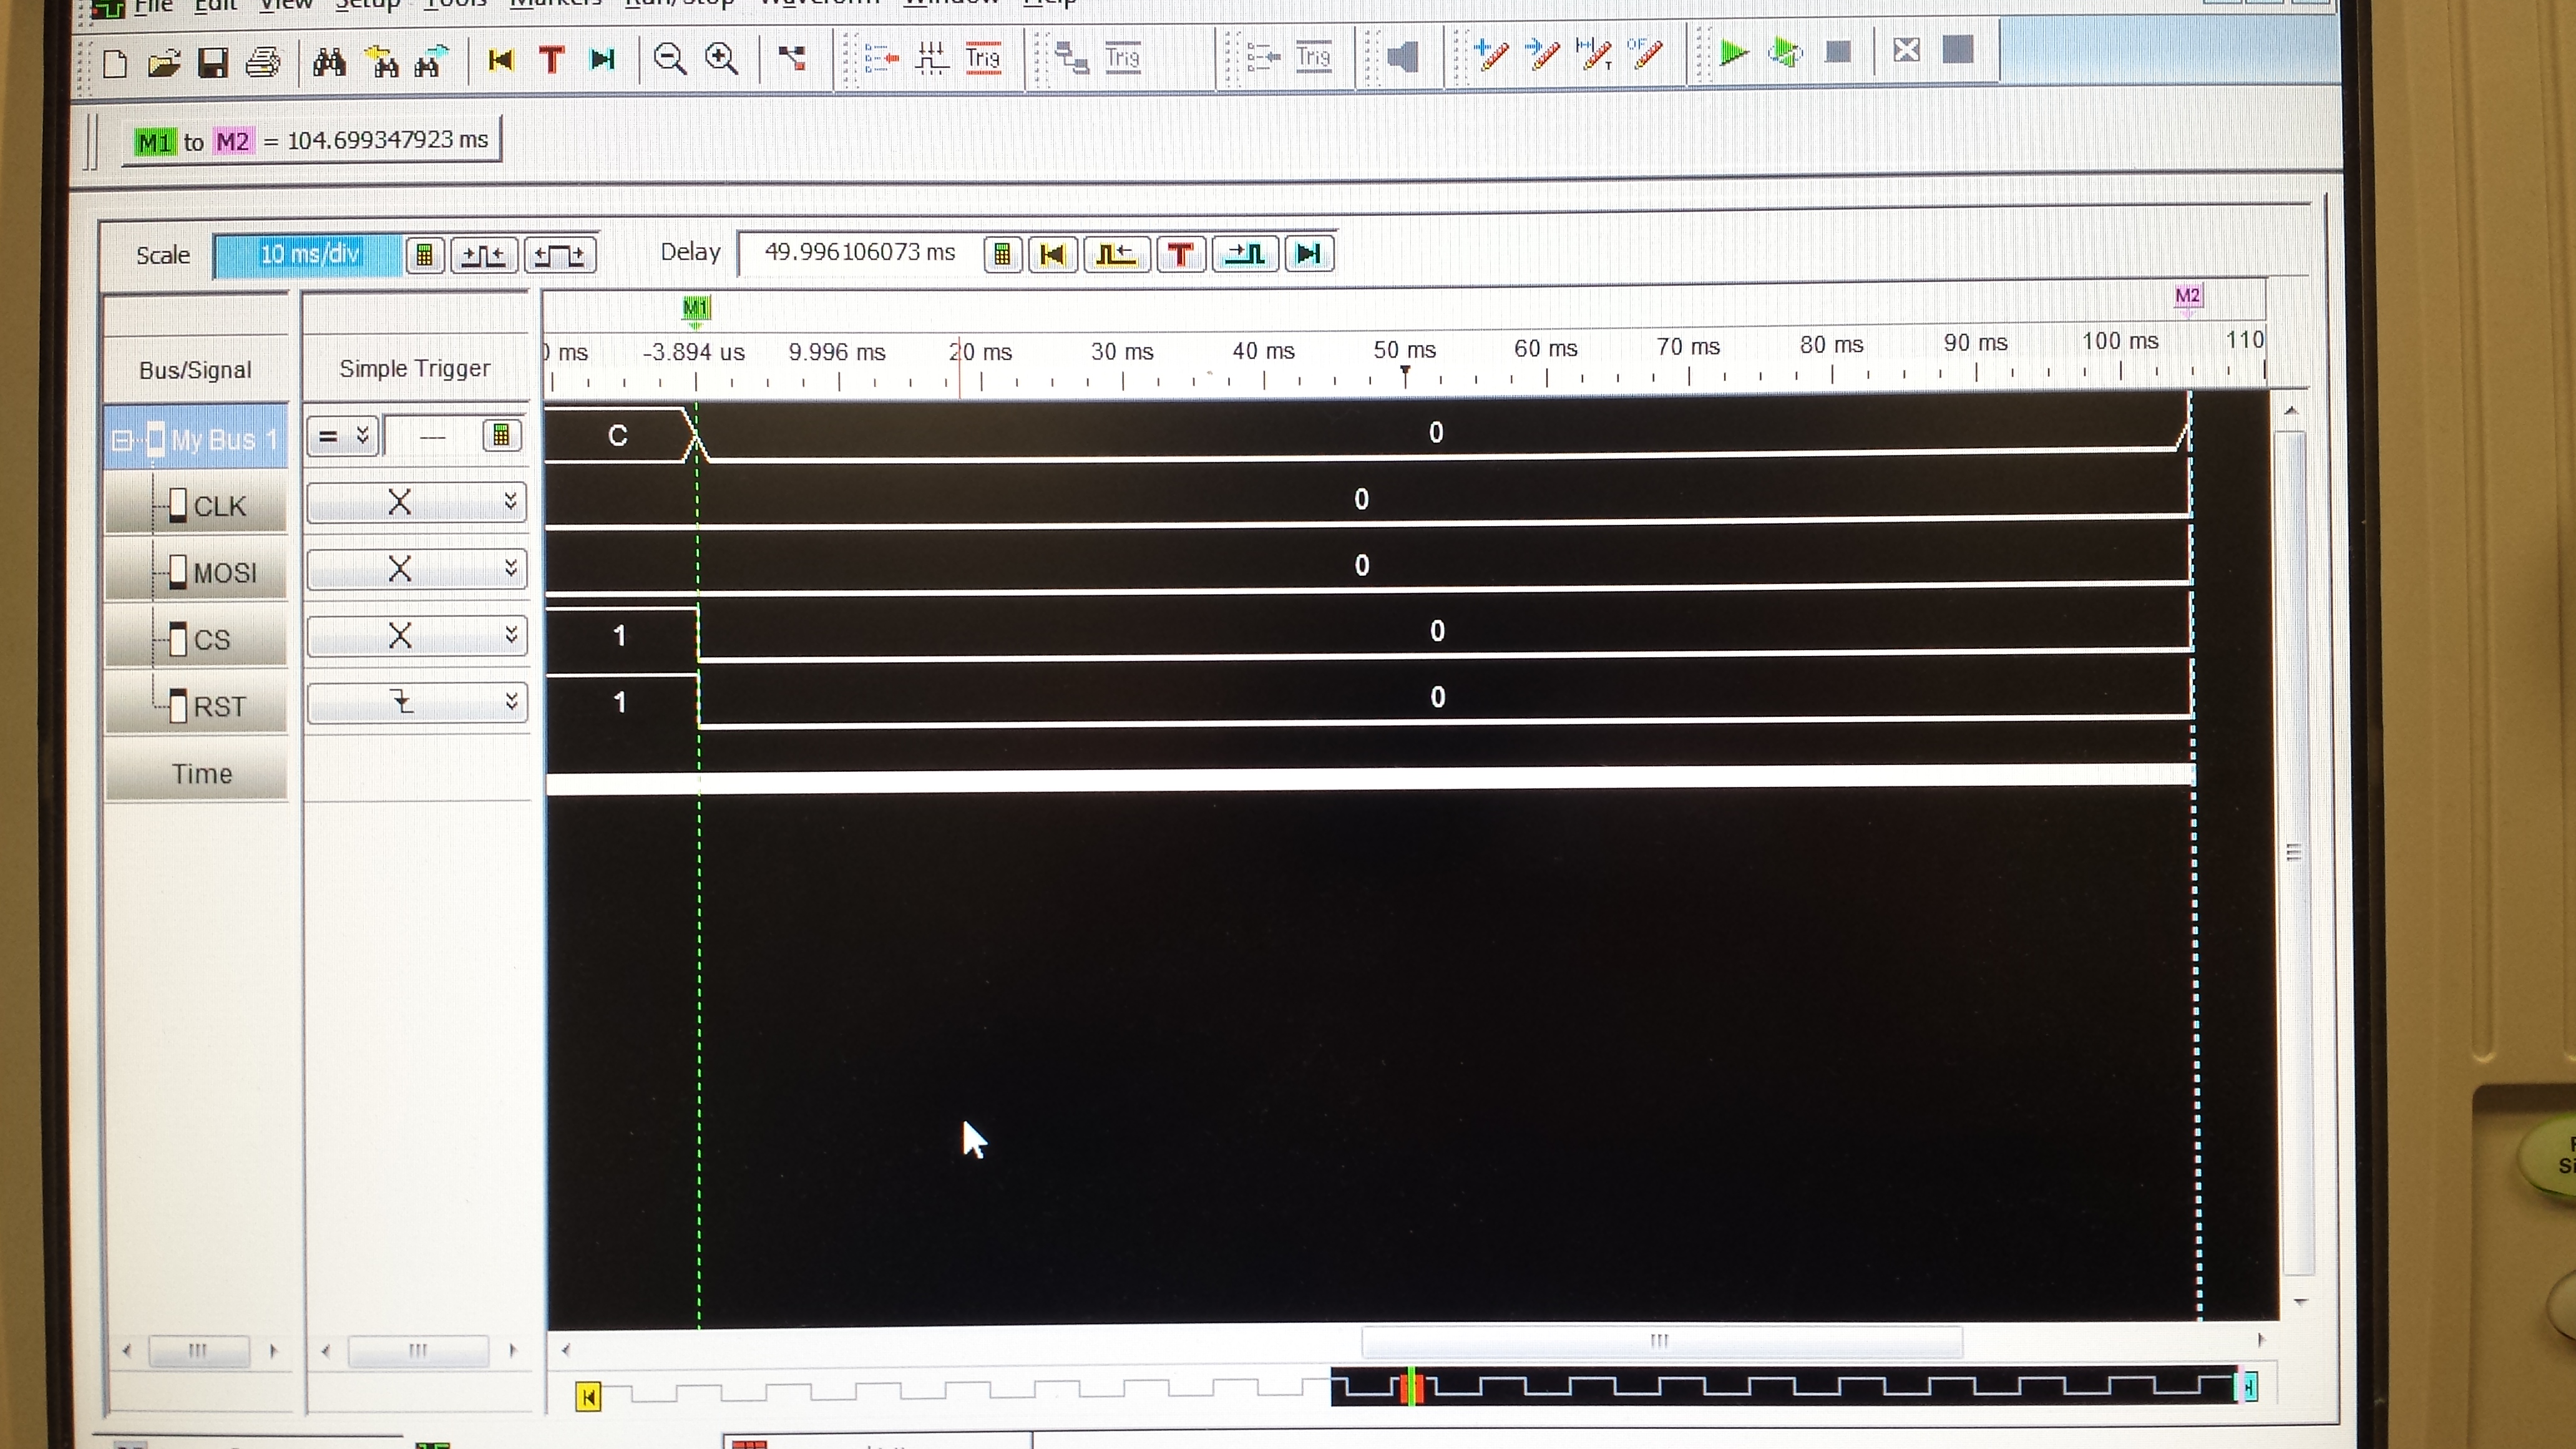 File Edit View Setup Tools Markers Run/Stop Waveform Window Help
T Trig Trig Trig
M1 to M2 = 104.699347923 ms
Scale 10 ms/div Delay 49.996106073 ms T
M1 M2
0 ms -3.894 us 9.996 ms 20 ms 30 ms 40 ms 50 ms 60 ms 70 ms 80 ms 90 ms 100 ms 110
Bus/Signal Simple Trigger
My Bus 1 = --- C 0
CLK X 0
MOSI X 0
CS X 1 0
RST 1 0
Time